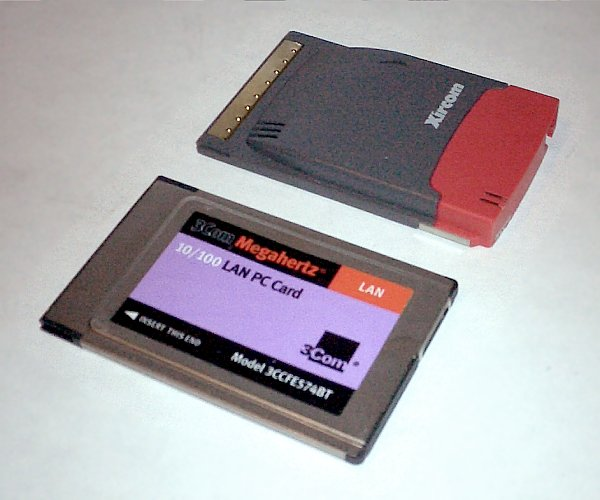 Xircom
3Com Megahertz®
10/100 LAN PC Card
LAN
INSERT THIS END
3Com®
Model 3CCFE574BT